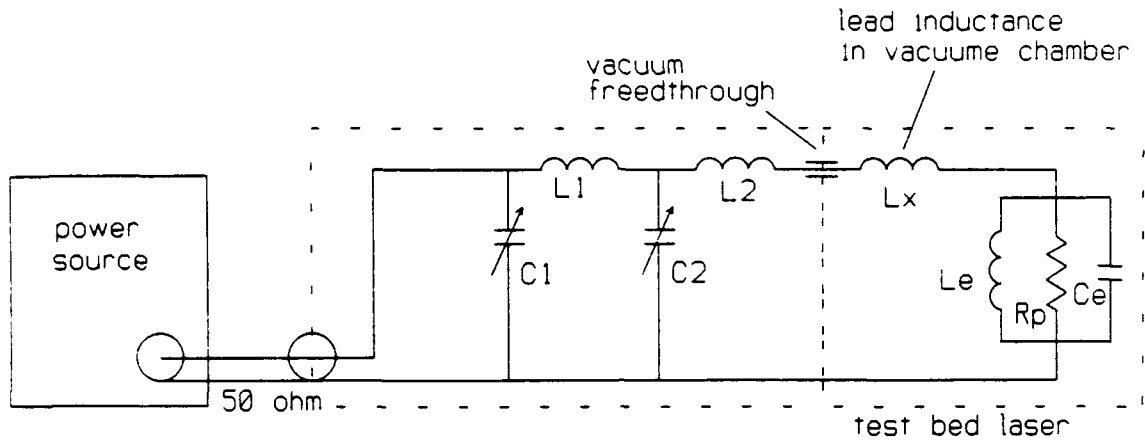 lead inductance
in vacuume chamber
vacuum
freedthrough
L1
L2
Lx
power
source
C1
C2
Le
Rp
Ce
50 ohm
test bed laser